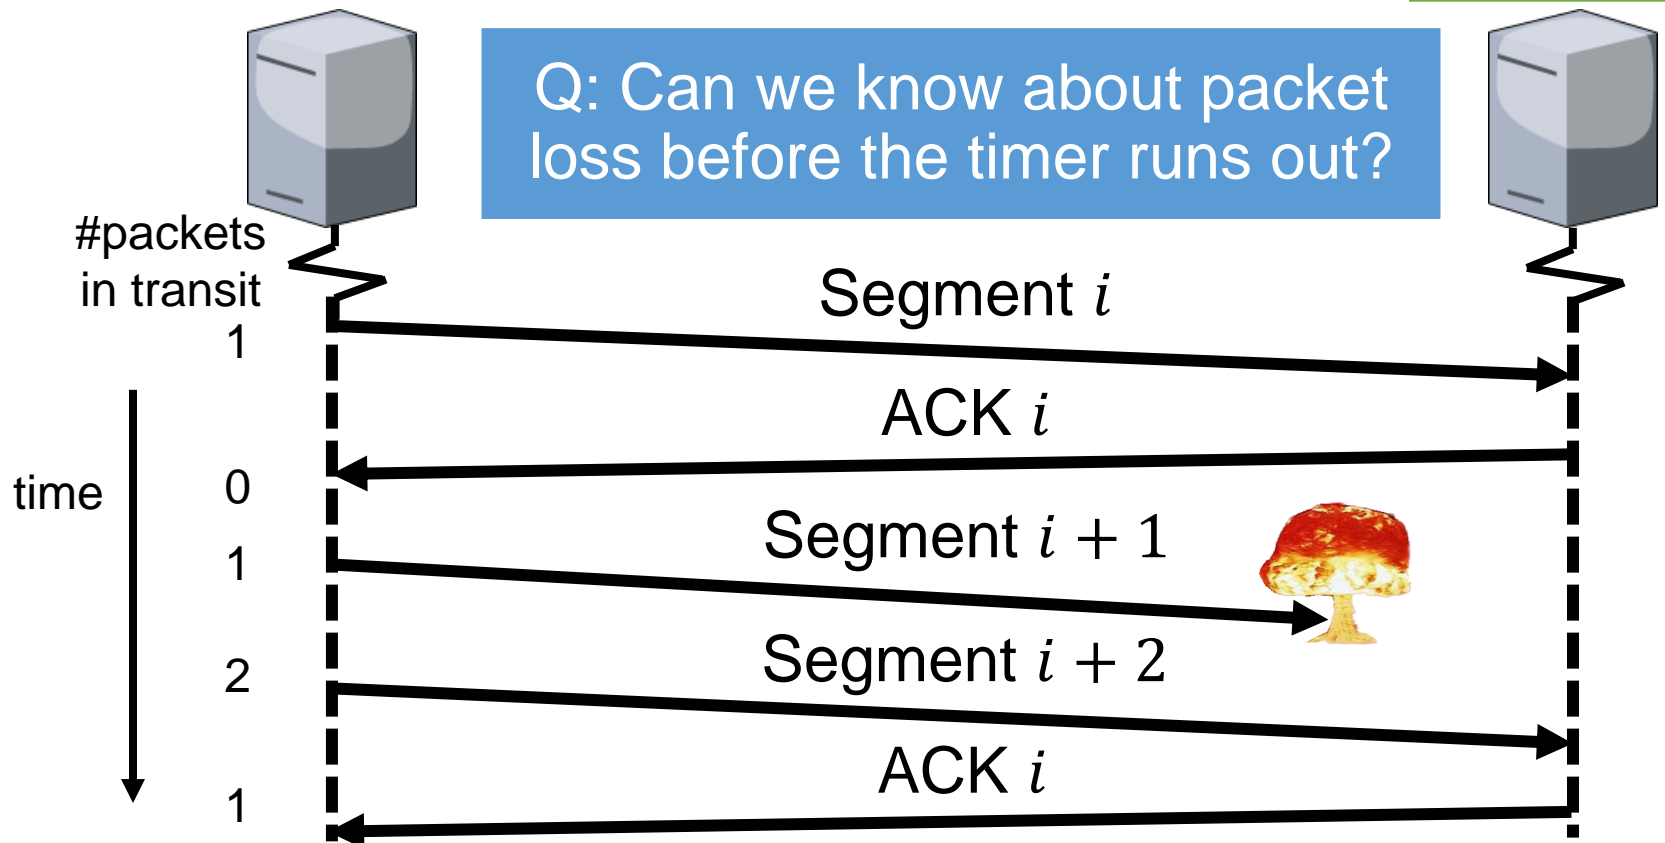 Q: Can we know about packet
loss before the timer runs out?
#packets
in transit
Segment i
1
ACK i
time
0
Segment i + 1
1
Segment i + 2
2
ACK i
1